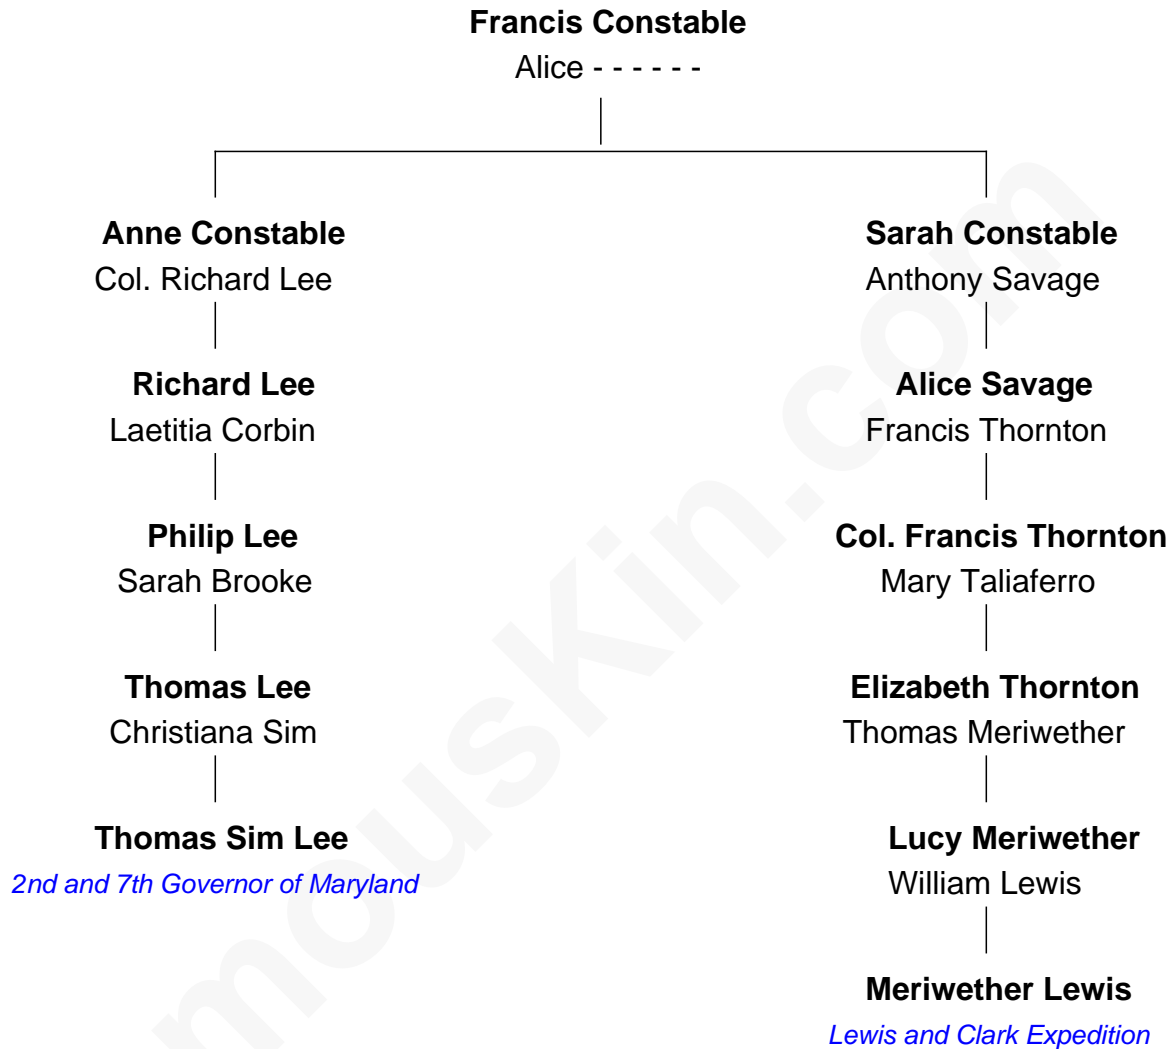 Francis Constable
Alice - - - - - -
Anne Constable
Col. Richard Lee
Sarah Constable
Anthony Savage
Richard Lee
Laetitia Corbin
Alice Savage
Francis Thornton
Philip Lee
Sarah Brooke
Col. Francis Thornton
Mary Taliaferro
Thomas Lee
Christiana Sim
Elizabeth Thornton
Thomas Meriwether
Thomas Sim Lee
2nd and 7th Governor of Maryland
Lucy Meriwether
William Lewis
Meriwether Lewis
Lewis and Clark Expedition
mousKin.com